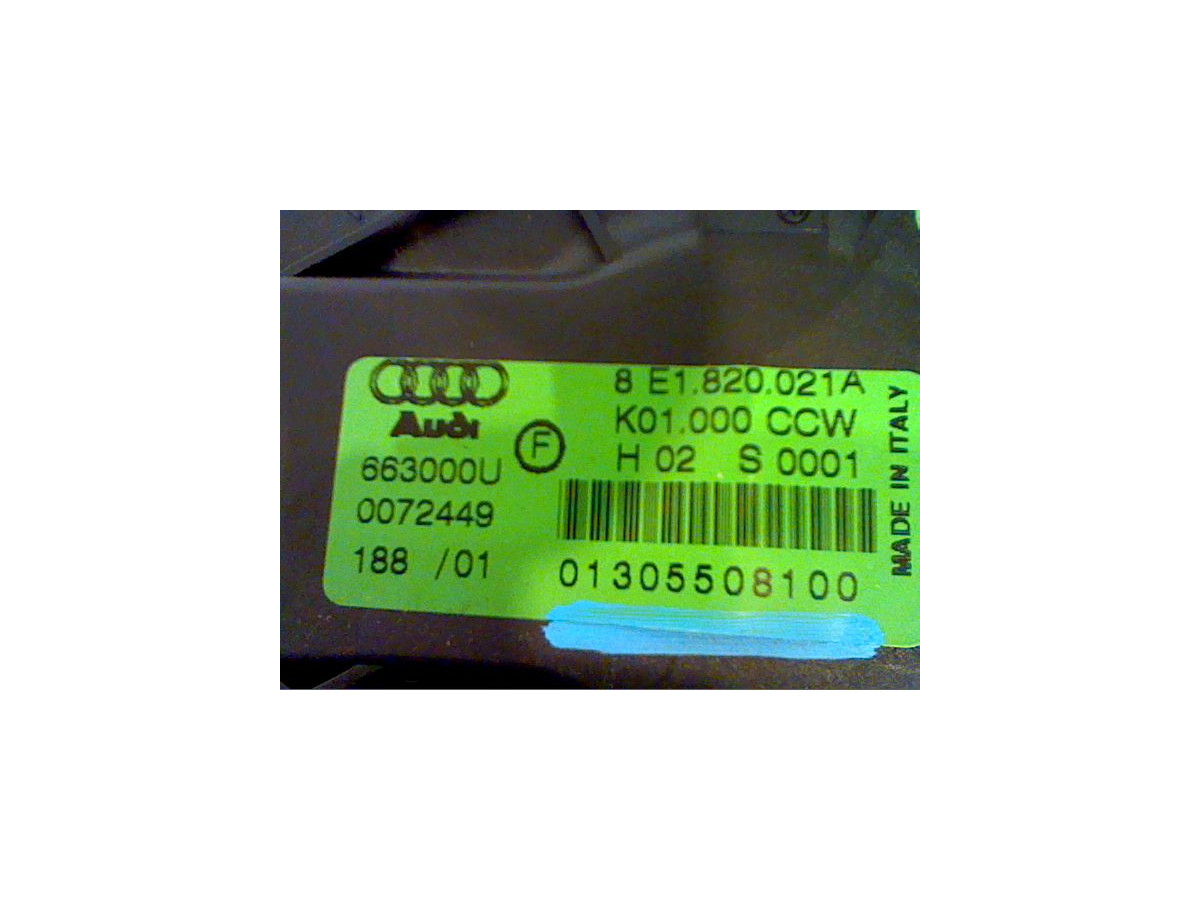 Audi
F
663000U
0072449
188 /01
8 E1.820.021A
K01.000 CCW
H 02 S 0001
01305508100
MADE IN ITALY